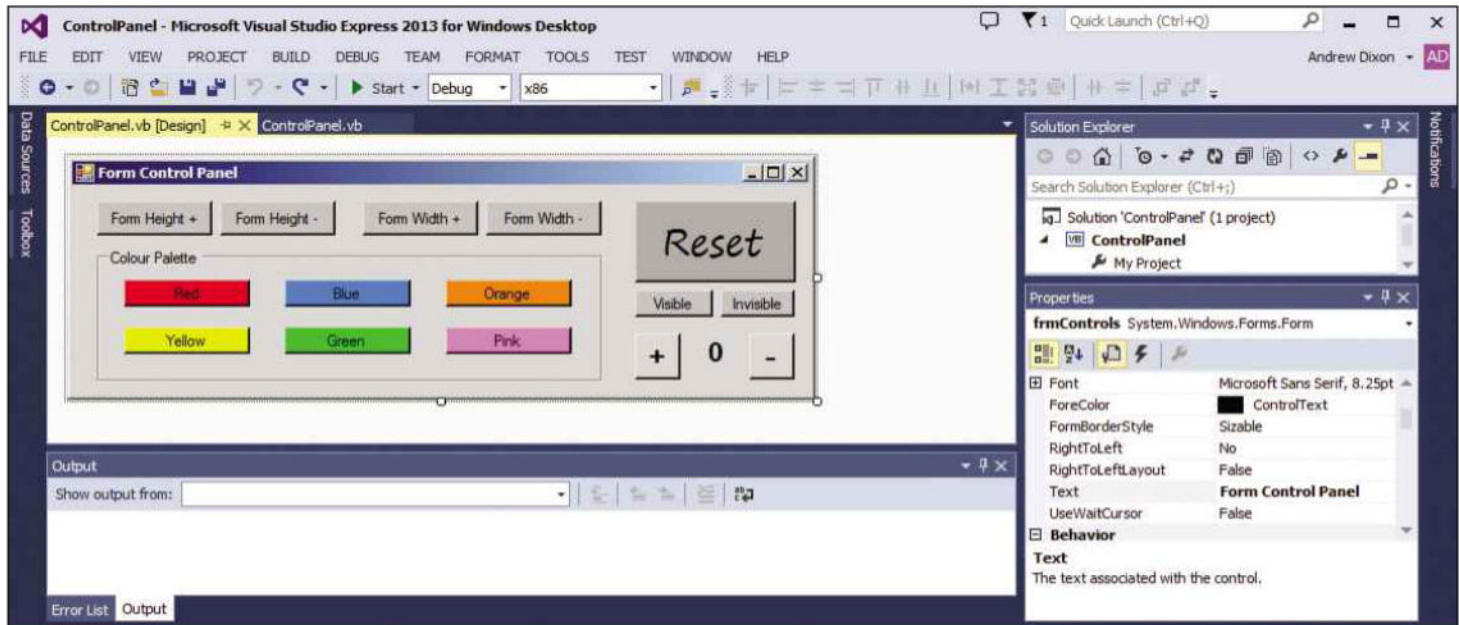 ControlPanel - Microsoft Visual Studio Express 2013 for Windows Desktop
1
Quick Launch (Ctrl+Q)
FILE EDIT VIEW PROJECT BUILD DEBUG TEAM FORMAT TOOLS TEST WINDOW HELP
Andrew Dixon AD
Start Debug x86
Data Sources
Toolbox
ControlPanel.vb [Design] ControlPanel.vb
Form Control Panel
Form Height + Form Height - Form Width + Form Width -
Reset
Colour Palette
Red Blue Orange
Visible Invisible
Yellow Green Pink
+ 0 -
Output
Show output from:
Error List Output
Solution Explorer
Search Solution Explorer (Ctrl+;)
Solution 'ControlPanel' (1 project)
VB ControlPanel
My Project
Properties
frmControls System.Windows.Forms.Form
Font Microsoft Sans Serif, 8.25pt
ForeColor ControlText
FormBorderStyle Sizable
RightToLeft No
RightToLeftLayout False
Text Form Control Panel
UseWaitCursor False
Behavior
Text
The text associated with the control.
Notifications